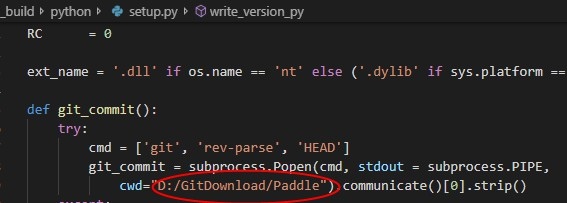 _build > python > setup.py > write_version_py
RC = 0
ext_name = '.dll' if os.name == 'nt' else ('.dylib' if sys.platform ==
def git_commit():
try:
cmd = ['git', 'rev-parse', 'HEAD']
git_commit = subprocess.Popen(cmd, stdout = subprocess.PIPE,
cwd="D:/GitDownload/Paddle").communicate()[0].strip()